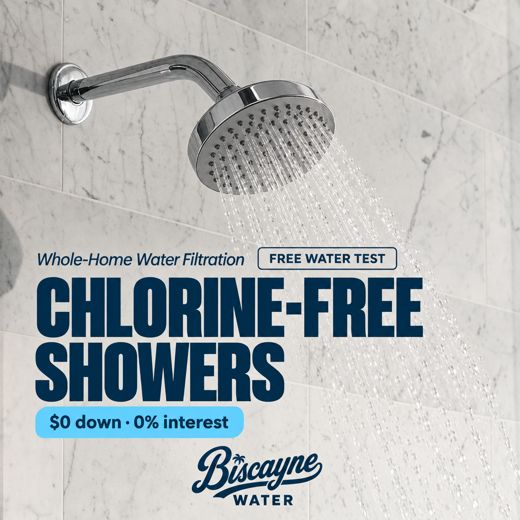 Whole-Home Water Filtration
FREE WATER TEST
CHLORINE-FREE
SHOWERS
$0 down · 0% interest
Biscayne
WATER